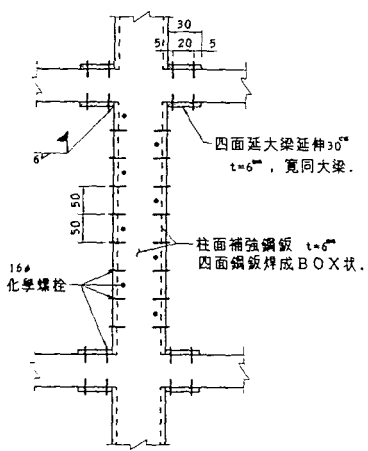 30
5 20 5
四面延大梁延伸30cm
t=6mm，寬同大梁．
6
50
50
柱面補強鋼鈑 t=6mm
四面鋼鈑焊成BOX狀．
16φ
化學螺栓